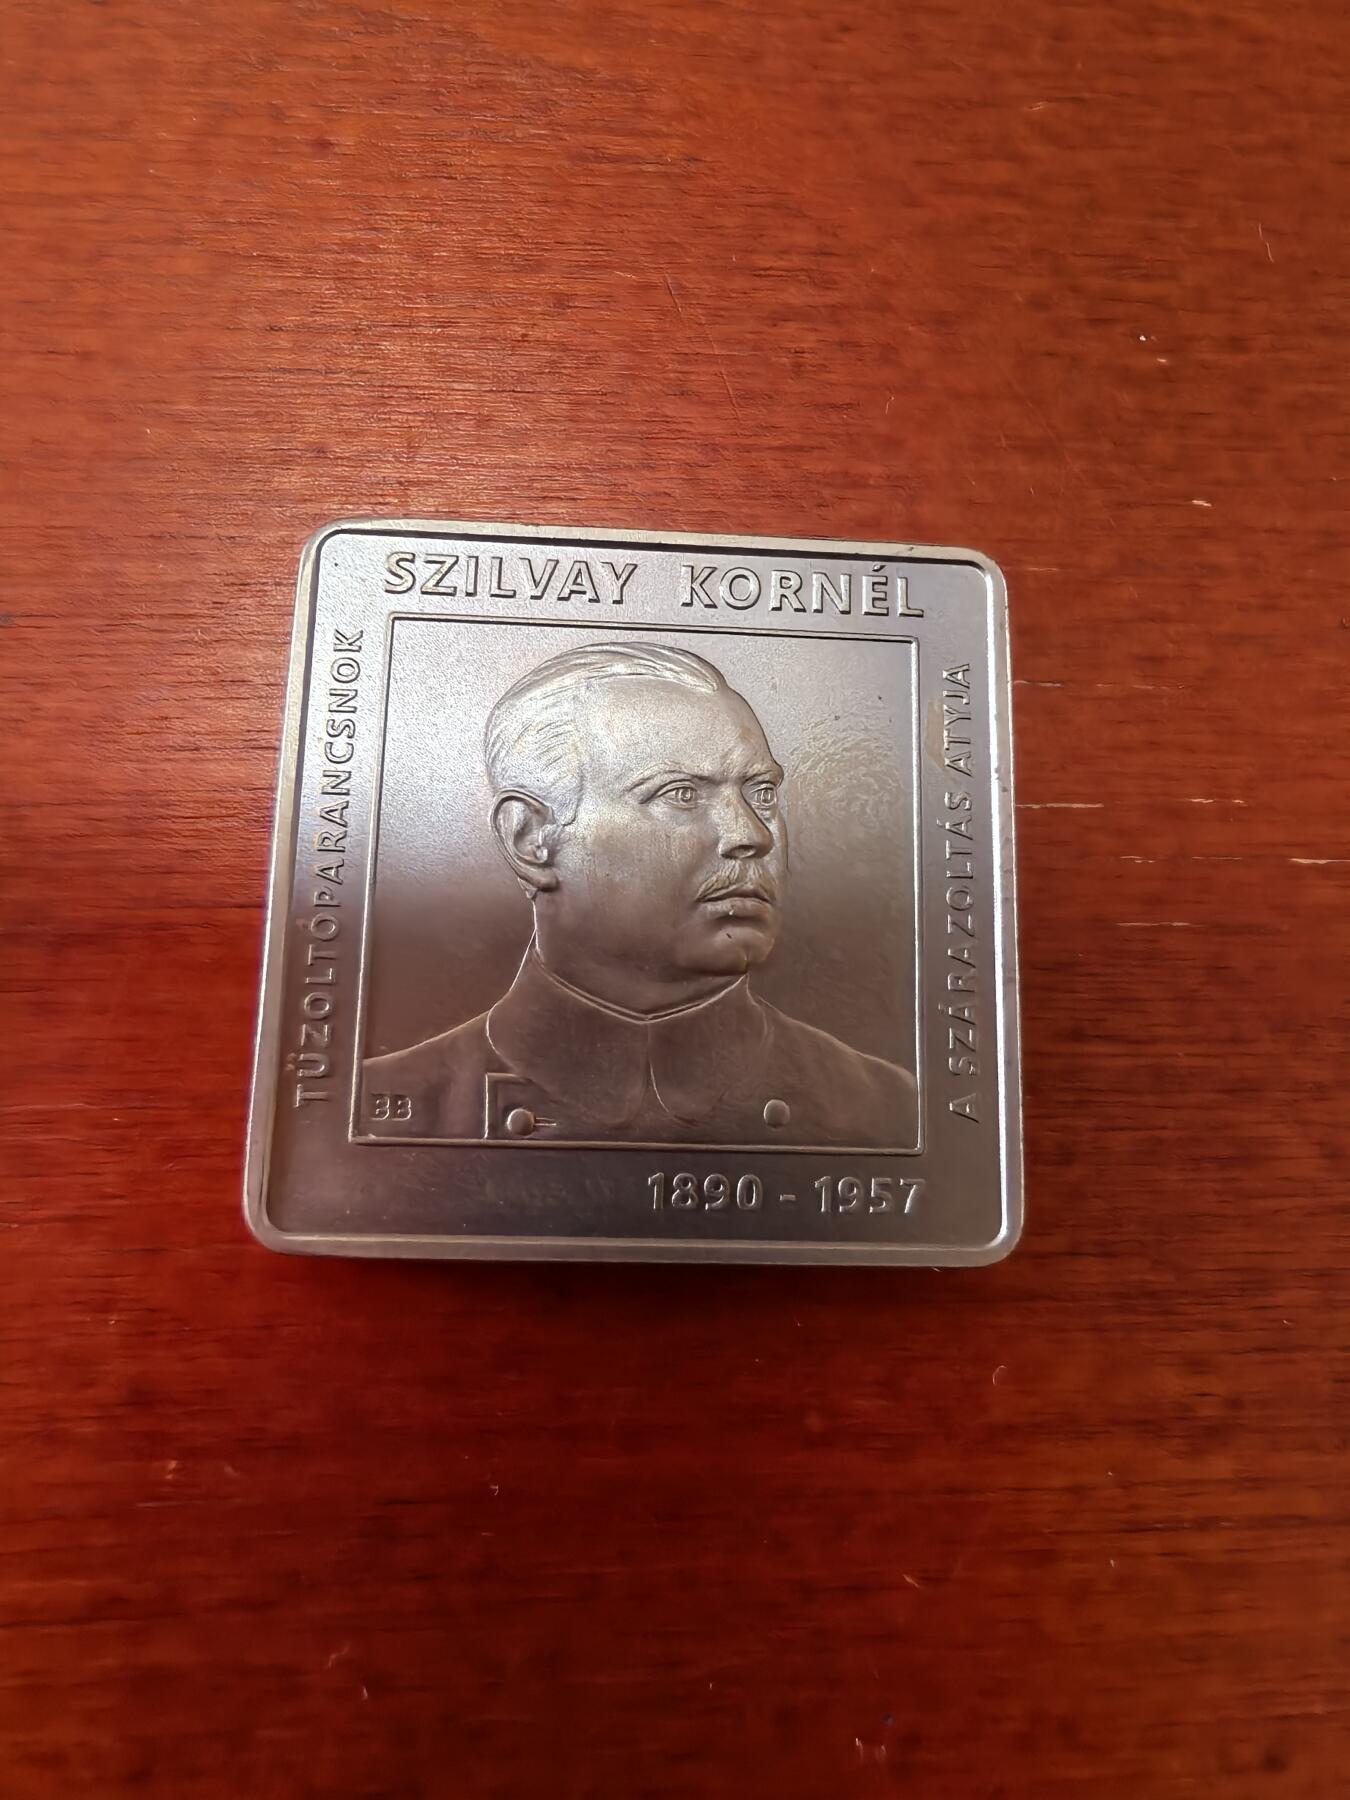 SZILVAY KORNÉL
TŰZOLTÓPARANCSNOK
A SZÁRAZOLTÁS ATYJA
BB
1890 - 1957